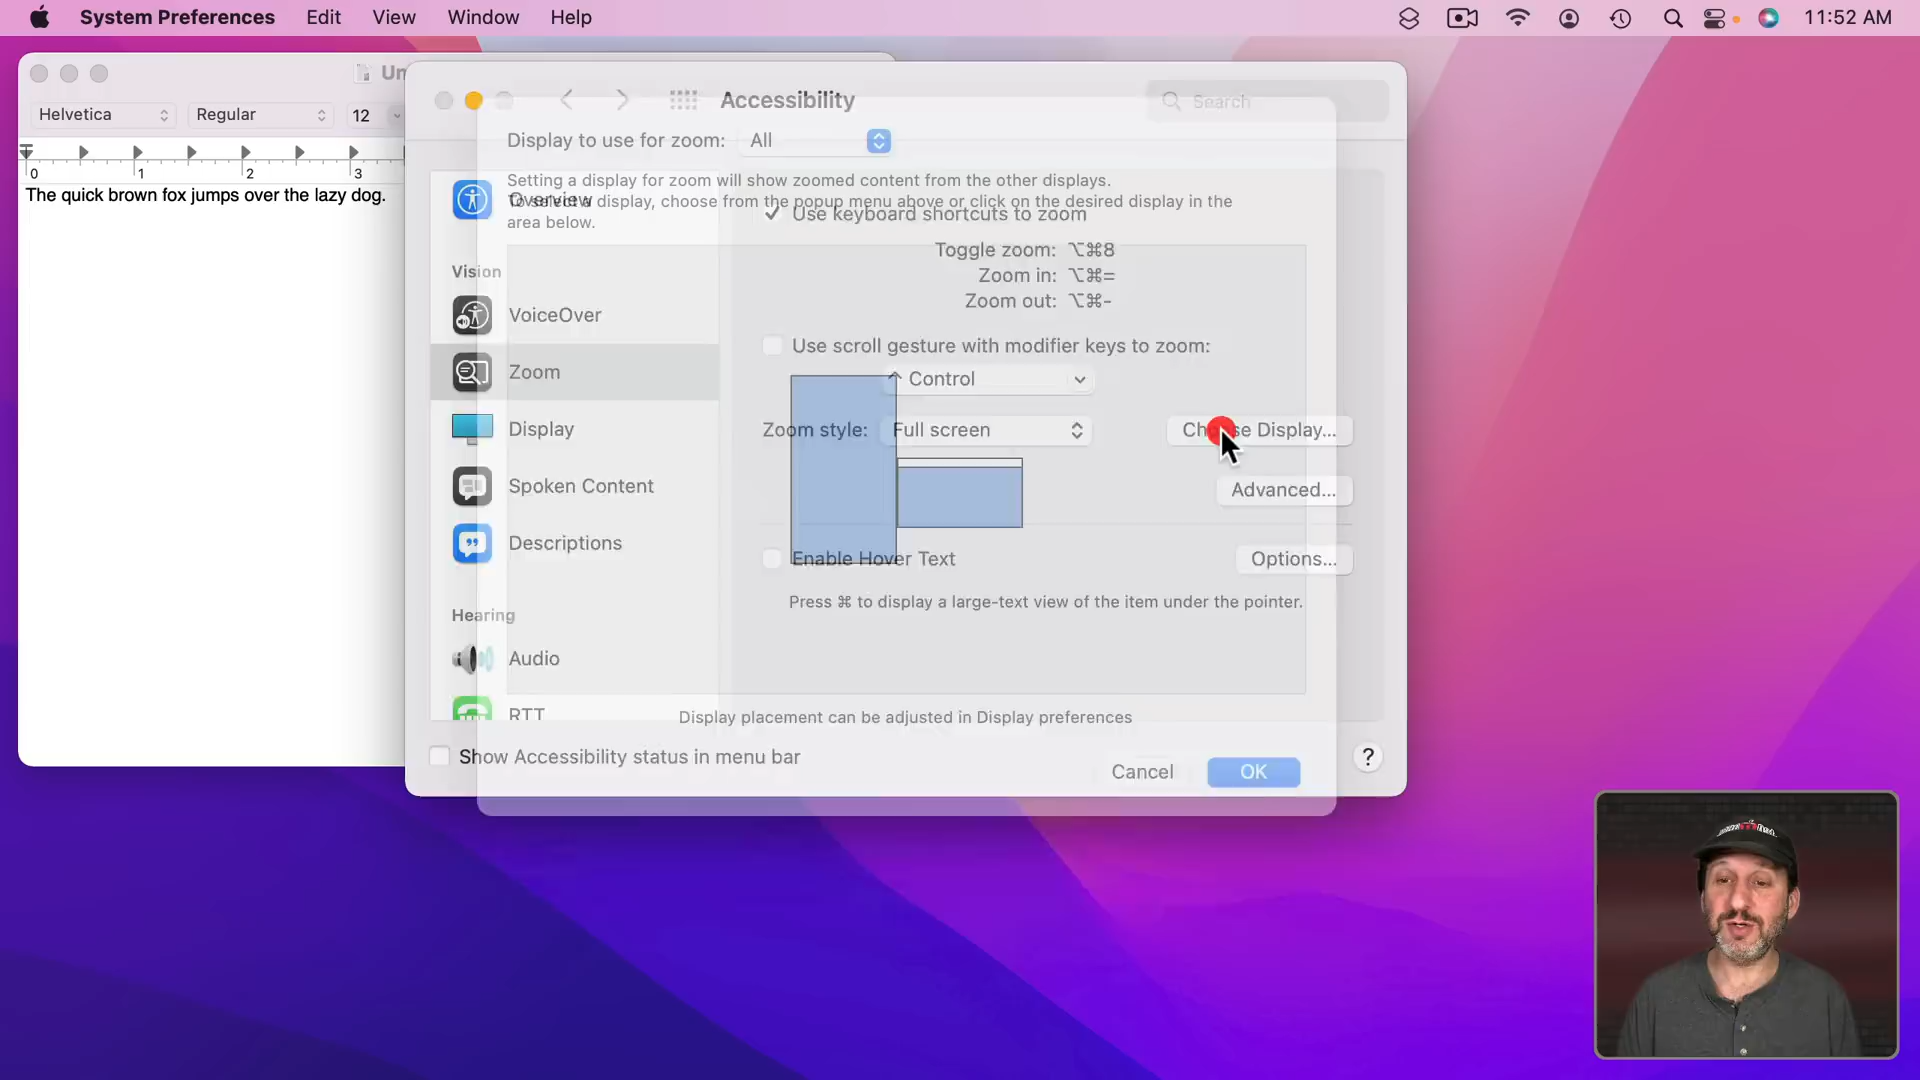 System Preferences Edit View Window Help 11:52 AM
Un
Helvetica Regular 12
0 1 2 3
The quick brown fox jumps over the lazy dog.
Accessibility
Search
Display to use for zoom: All
Setting a display for zoom will show zoomed content from the other displays.
To select a display, choose from the popup menu above or click on the desired display in the
area below.
Overview
Vision
VoiceOver
Zoom
Display
Spoken Content
Descriptions
Hearing
Audio
RTT
Use keyboard shortcuts to zoom
Toggle zoom: ⌥⌘8
Zoom in: ⌥⌘=
Zoom out: ⌥⌘-
Use scroll gesture with modifier keys to zoom:
^ Control
Zoom style: Full screen
Choose Display...
Advanced...
Enable Hover Text
Options...
Press ⌘ to display a large-text view of the item under the pointer.
Display placement can be adjusted in Display preferences
Show Accessibility status in menu bar
Cancel OK
?